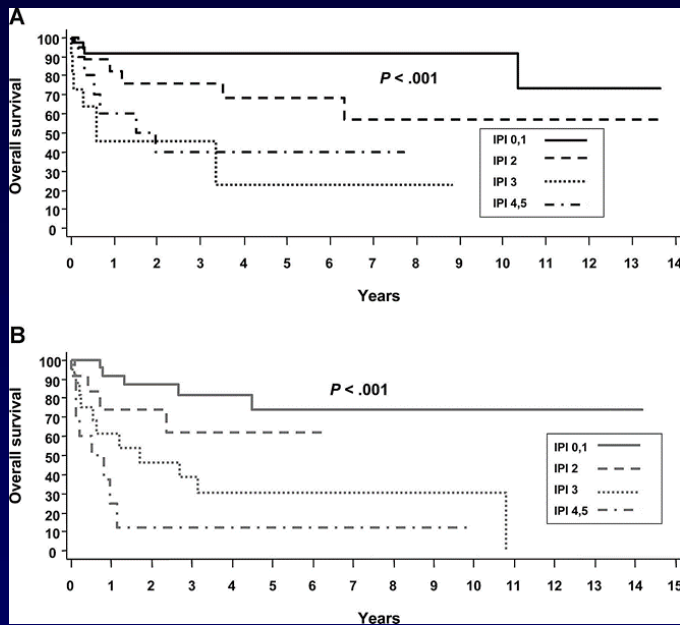 A
Overall survival
100
90
80
70
60
50
40
30
20
10
0
P < .001
IPI 0,1
IPI 2
IPI 3
IPI 4,5
0 1 2 3 4 5 6 7 8 9 10 11 12 13 14
Years
B
Overall survival
100
90
80
70
60
50
40
30
20
10
0
P < .001
IPI 0,1
IPI 2
IPI 3
IPI 4,5
0 1 2 3 4 5 6 7 8 9 10 11 12 13 14 15
Years